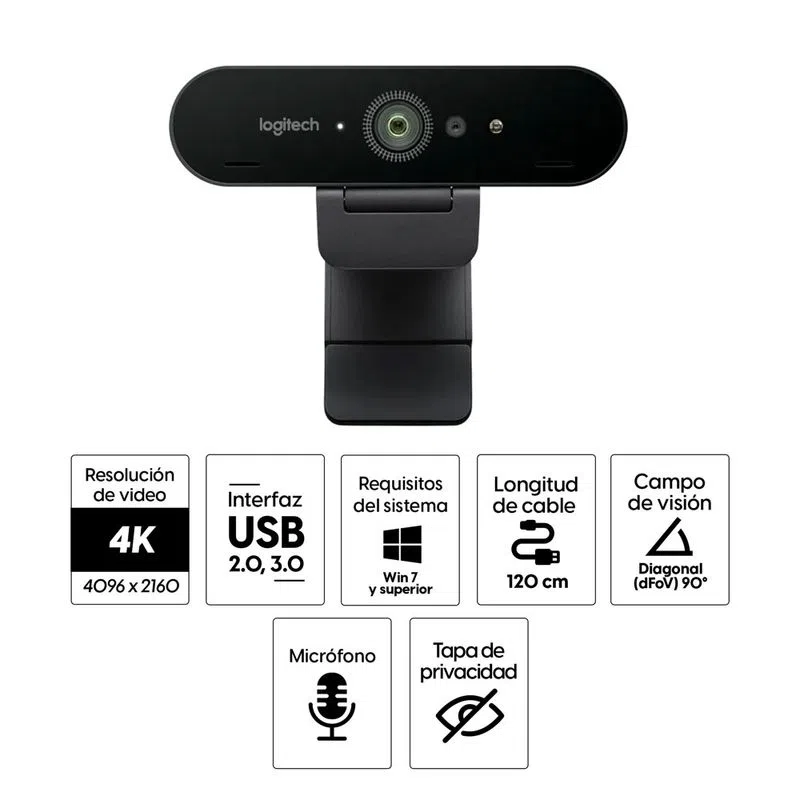 logitech
Resolución
de video
4K
4096 x 2160
Interfaz
USB
2.0, 3.0
Requisitos
del sistema
Win 7
y superior
Longitud
de cable
120 cm
Campo
de visión
Diagonal
(dFoV) 90°
Micrófono
Tapa de
privacidad